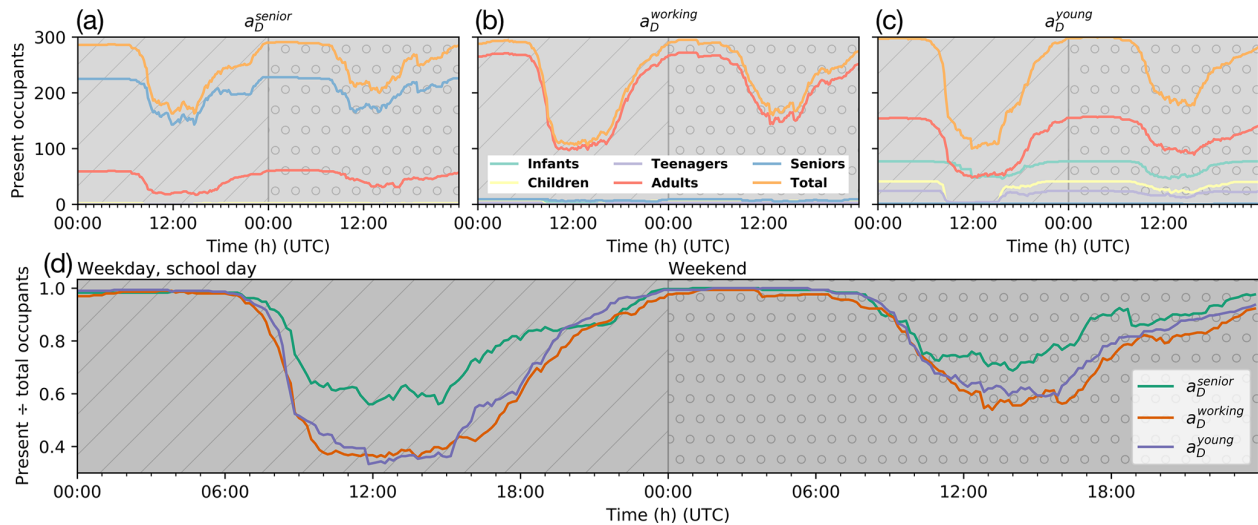 (a) a_D^senior
(b) a_D^working
(c) a_D^young
Present occupants
300
200
100
0
00:00 12:00 00:00 12:00
Time (h) (UTC)
00:00 12:00 00:00 12:00
Time (h) (UTC)
00:00 12:00 00:00 12:00
Time (h) (UTC)
Infants Teenagers Seniors
Children Adults Total
(d) Weekday, school day Weekend
Present ÷ total occupants
1.0
0.8
0.6
0.4
a_D^senior
a_D^working
a_D^young
00:00 06:00 12:00 18:00 00:00 06:00 12:00 18:00
Time (h) (UTC)